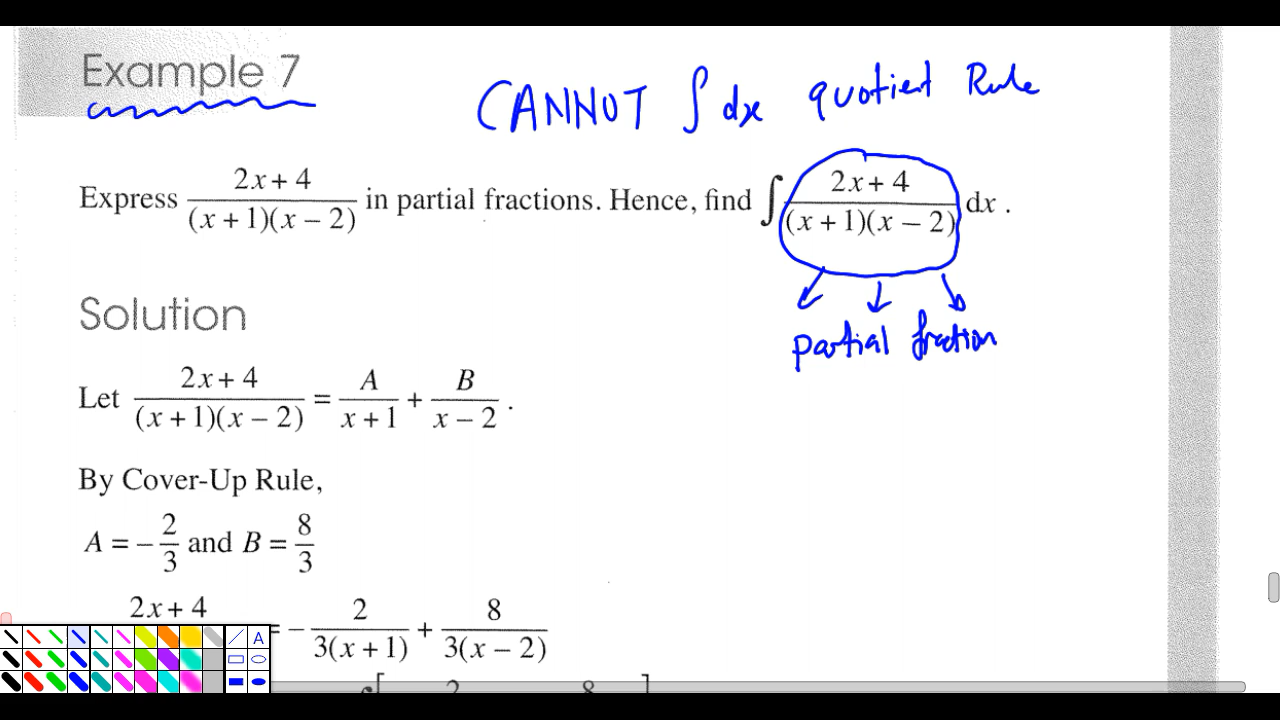 Example 7
CANNOT ∫ dx quotient Rule
Express (2x + 4)/((x + 1)(x − 2)) in partial fractions. Hence, find ∫ (2x + 4)/((x + 1)(x − 2)) dx .
partial fraction
Solution
Let (2x + 4)/((x + 1)(x − 2)) = A/(x + 1) + B/(x − 2) .
By Cover-Up Rule,
A = −2/3 and B = 8/3
2x + 4 = −2/(3(x + 1)) + 8/(3(x − 2))
A